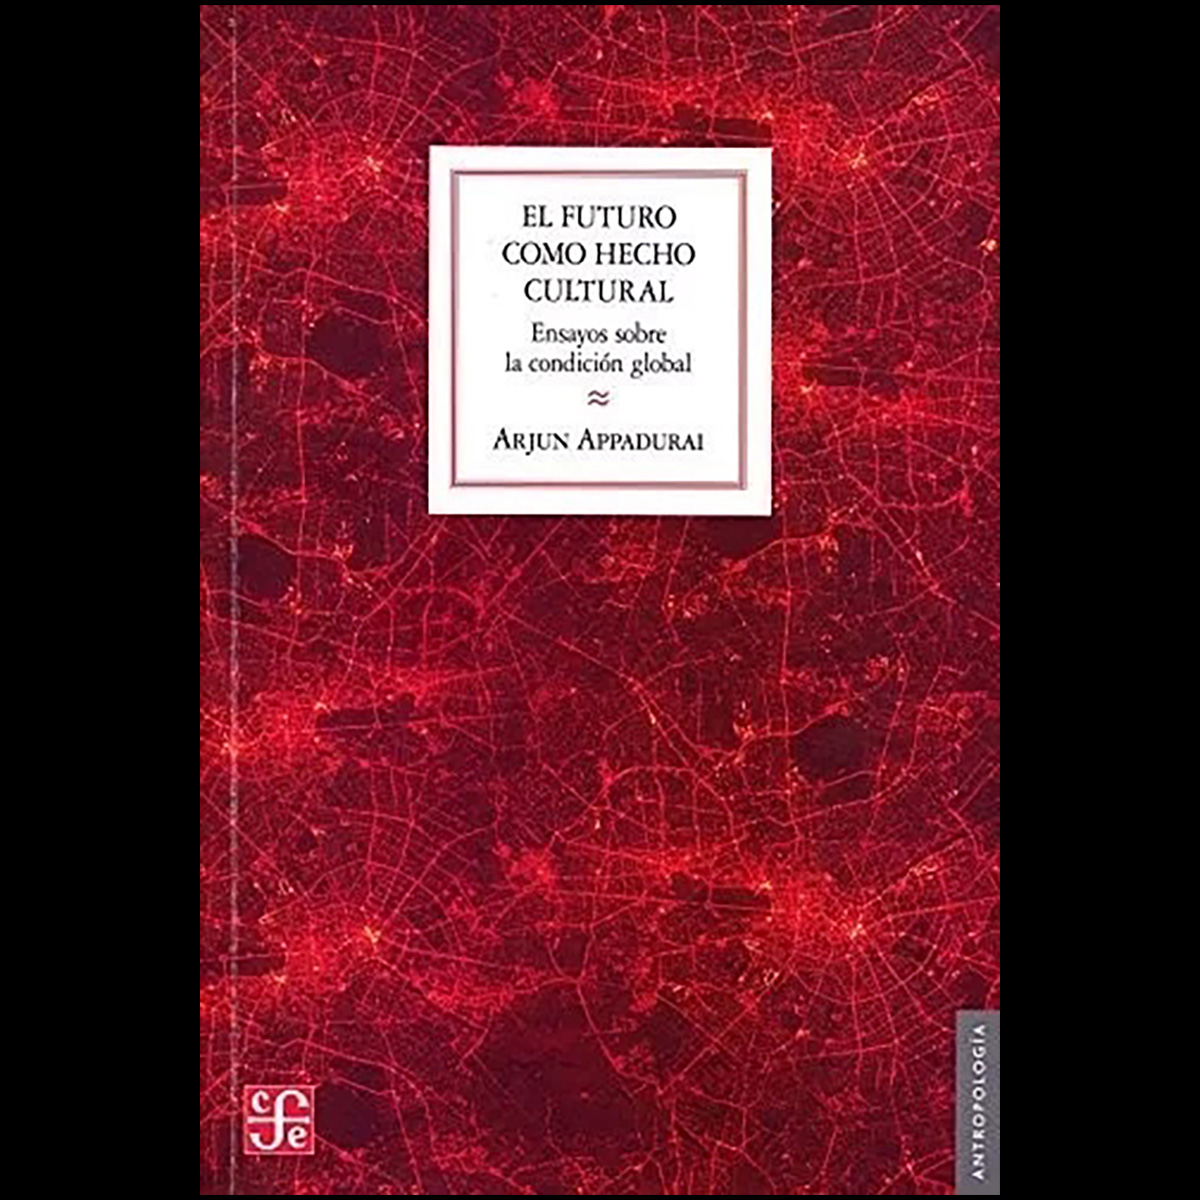 EL FUTURO
COMO HECHO
CULTURAL
Ensayos sobre
la condición global
≈
ARJUN APPADURAI
cfe
ANTROPOLOGÍA